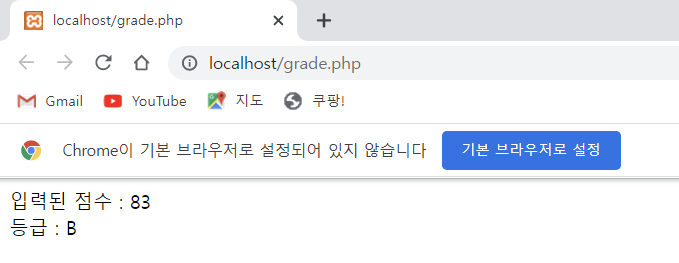 localhost/grade.php
localhost/grade.php
Gmail YouTube 지도 쿠팡!
Chrome이 기본 브라우저로 설정되어 있지 않습니다 기본 브라우저로 설정
입력된 점수 : 83
등급 : B